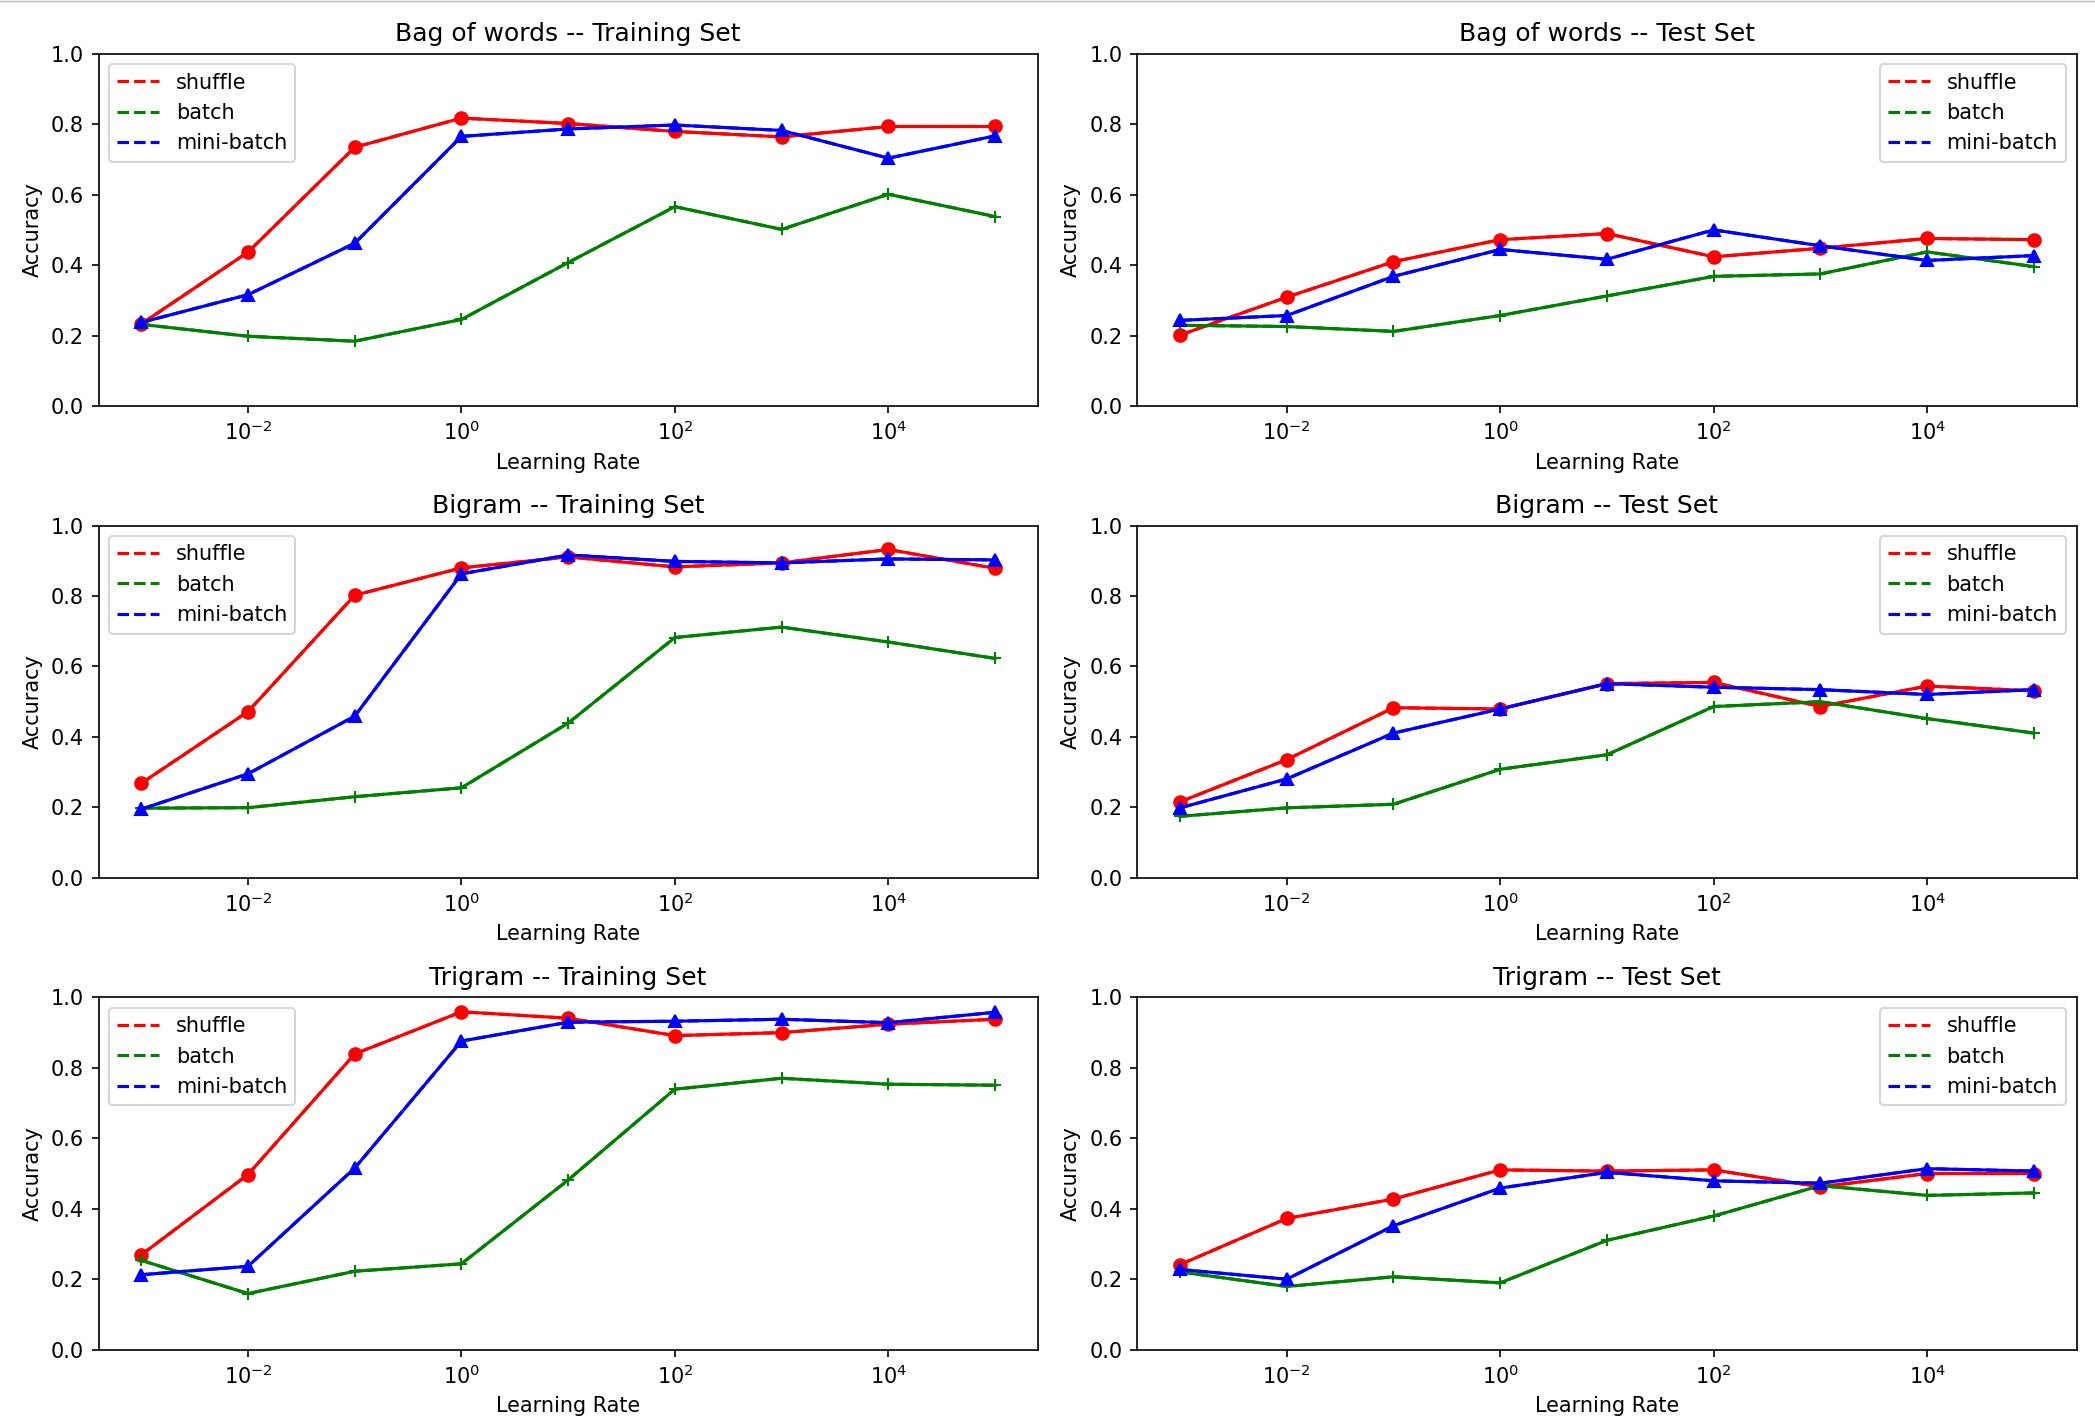 Bag of words -- Training Set
1.0
0.8
0.6
0.4
0.2
0.0
Accuracy
shuffle
batch
mini-batch
10⁻² 10⁰ 10² 10⁴
Learning Rate
Bag of words -- Test Set
1.0
0.8
0.6
0.4
0.2
0.0
Accuracy
shuffle
batch
mini-batch
10⁻² 10⁰ 10² 10⁴
Learning Rate
Bigram -- Training Set
1.0
0.8
0.6
0.4
0.2
0.0
Accuracy
shuffle
batch
mini-batch
10⁻² 10⁰ 10² 10⁴
Learning Rate
Bigram -- Test Set
1.0
0.8
0.6
0.4
0.2
0.0
Accuracy
shuffle
batch
mini-batch
10⁻² 10⁰ 10² 10⁴
Learning Rate
Trigram -- Training Set
1.0
0.8
0.6
0.4
0.2
0.0
Accuracy
shuffle
batch
mini-batch
10⁻² 10⁰ 10² 10⁴
Learning Rate
Trigram -- Test Set
1.0
0.8
0.6
0.4
0.2
0.0
Accuracy
shuffle
batch
mini-batch
10⁻² 10⁰ 10² 10⁴
Learning Rate